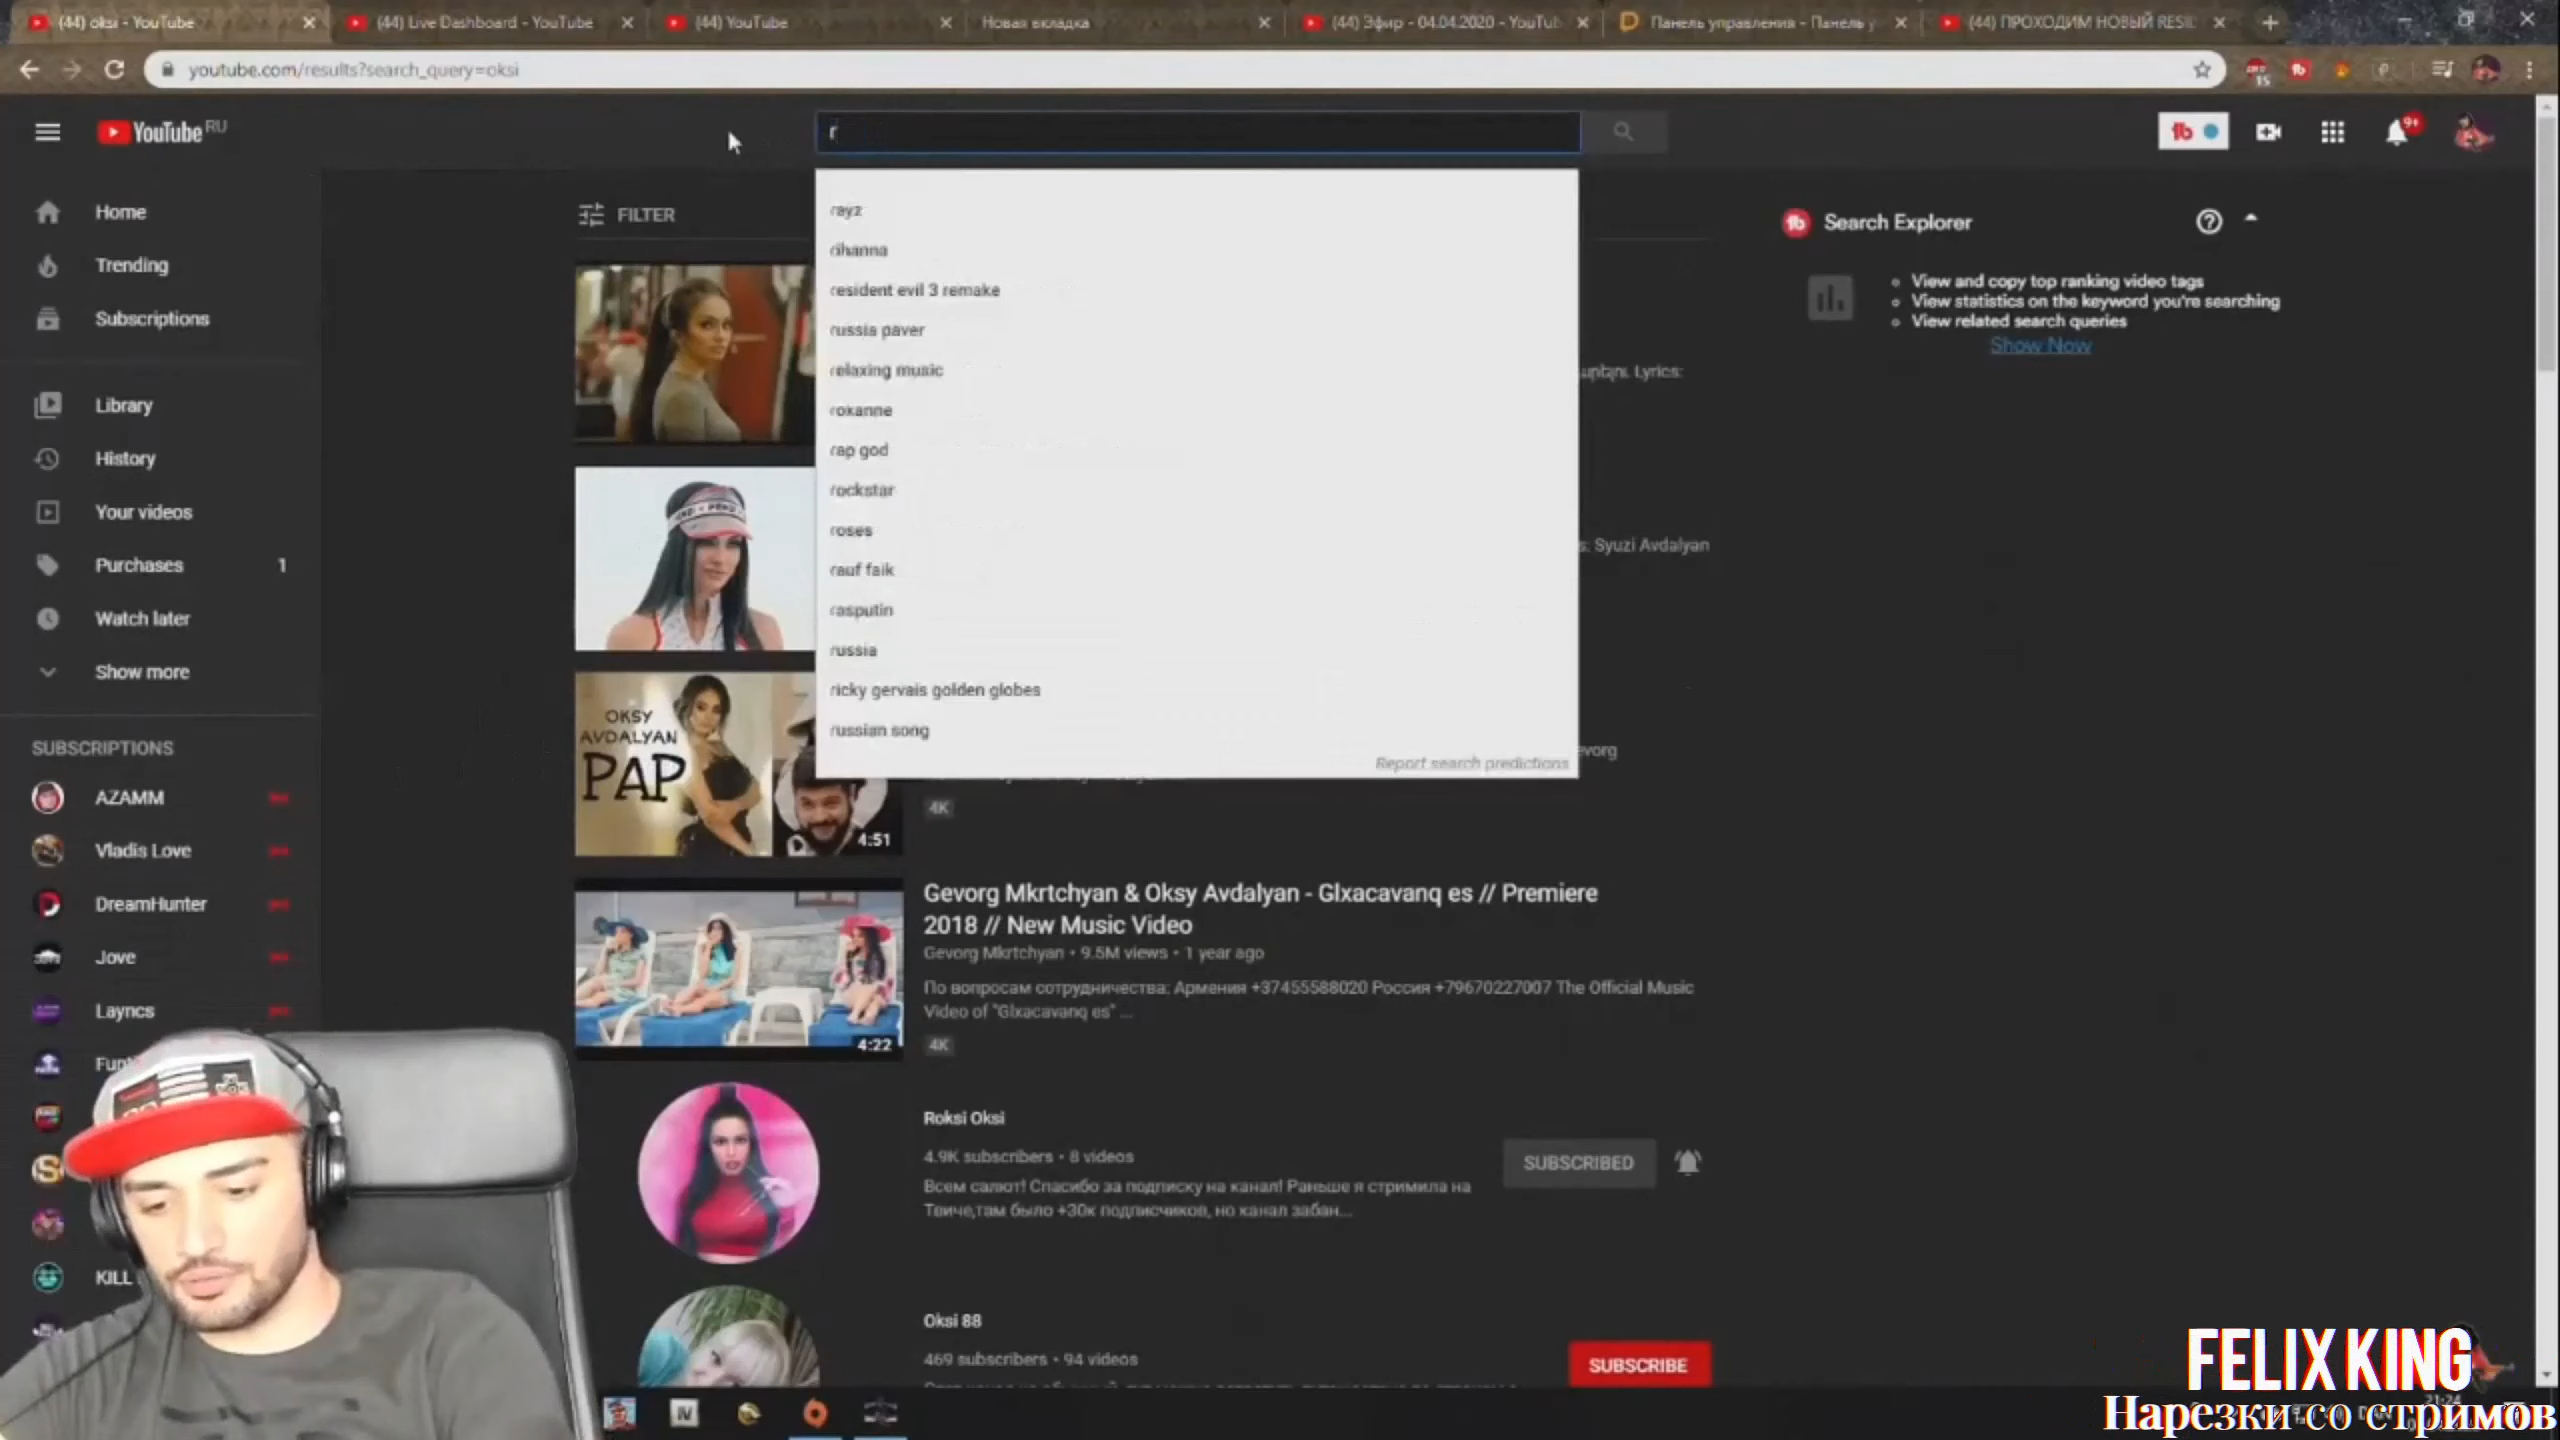 (44) oksi - YouTube
(44) Live Dashboard - YouTube
(44) YouTube
Новая вкладка
(44) Эфир - 04.04.2020 - YouTub
Панель управления - Панель у
(44) ПРОХОДИМ НОВЫЙ RESID
youtube.com/results?search_query=oksi
15
YouTube RU
r
9+
Home
Trending
Subscriptions
Library
History
Your videos
Purchases 1
Watch later
Show more
SUBSCRIPTIONS
AZAMM
Vladis Love
DreamHunter
Jove
Layncs
KILL
FILTER
rayz
rihanna
resident evil 3 remake
russia paver
relaxing music
roxanne
rap god
rockstar
roses
rauf faik
rasputin
russia
ricky gervais golden globes
russian song
Report search predictions
Lyrics:
s: Syuzi Avdalyan
evorg
Search Explorer
View and copy top ranking video tags
View statistics on the keyword you're searching
View related search queries
Show Now
OKSY
AVDALYAN
PAP
4:51
4K
Gevorg Mkrtchyan & Oksy Avdalyan - Glxacavanq es // Premiere
2018 // New Music Video
Gevorg Mkrtchyan • 9.5M views • 1 year ago
По вопросам сотрудничества: Армения +37455588020 Россия +79670227007 The Official Music
Video of "Glxacavanq es" ...
4:22
4K
Roksi Oksi
4.9K subscribers • 8 videos
Всем салют! Спасибо за подписку на канал! Раньше я стримила на
Твиче,там было +30к подписчиков, но канал забан...
SUBSCRIBED
Oksi 88
469 subscribers • 94 videos
SUBSCRIBE
FELIX KING
Нарезки со стримов
21:24